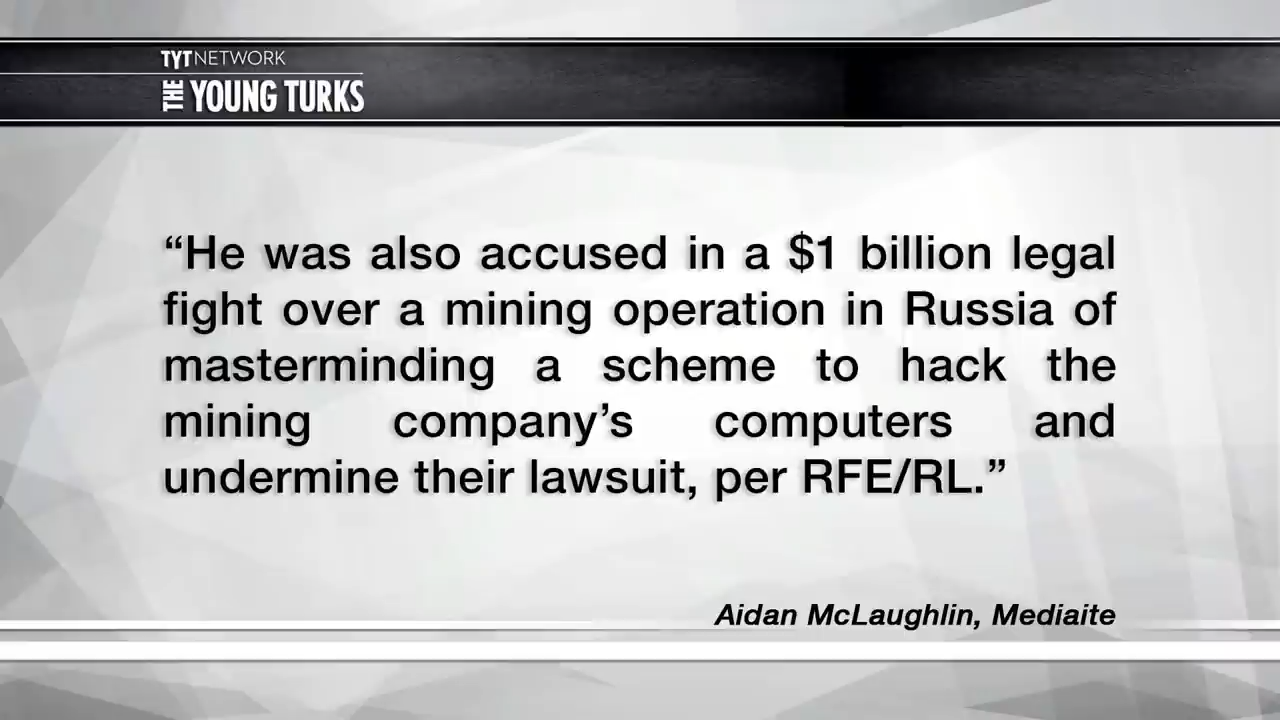 TYTNETWORK
THE YOUNG TURKS
“He was also accused in a $1 billion legal
fight over a mining operation in Russia of
masterminding a scheme to hack the
mining company’s computers and
undermine their lawsuit, per RFE/RL.”
Aidan McLaughlin, Mediaite